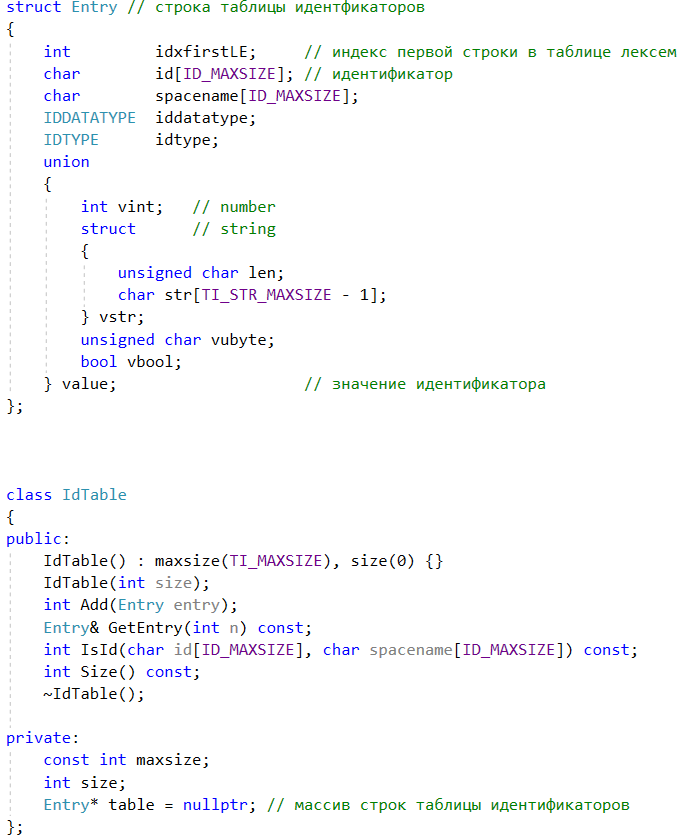 struct Entry // строка таблицы идентфикаторов
{
    int         idxfirstLE;     // индекс первой строки в таблице лексем
    char        id[ID_MAXSIZE]; // идентификатор
    char        spacename[ID_MAXSIZE];
    IDDATATYPE  iddatatype;
    IDTYPE      idtype;
    union
    {
        int vint;   // number
        struct      // string
        {
            unsigned char len;
            char str[TI_STR_MAXSIZE - 1];
        } vstr;
        unsigned char vubyte;
        bool vbool;
    } value;                    // значение идентификатора
};
class IdTable
{
public:
    IdTable() : maxsize(TI_MAXSIZE), size(0) {}
    IdTable(int size);
    int Add(Entry entry);
    Entry& GetEntry(int n) const;
    int IsId(char id[ID_MAXSIZE], char spacename[ID_MAXSIZE]) const;
    int Size() const;
    ~IdTable();
private:
    const int maxsize;
    int size;
    Entry* table = nullptr; // массив строк таблицы идентификаторов
};